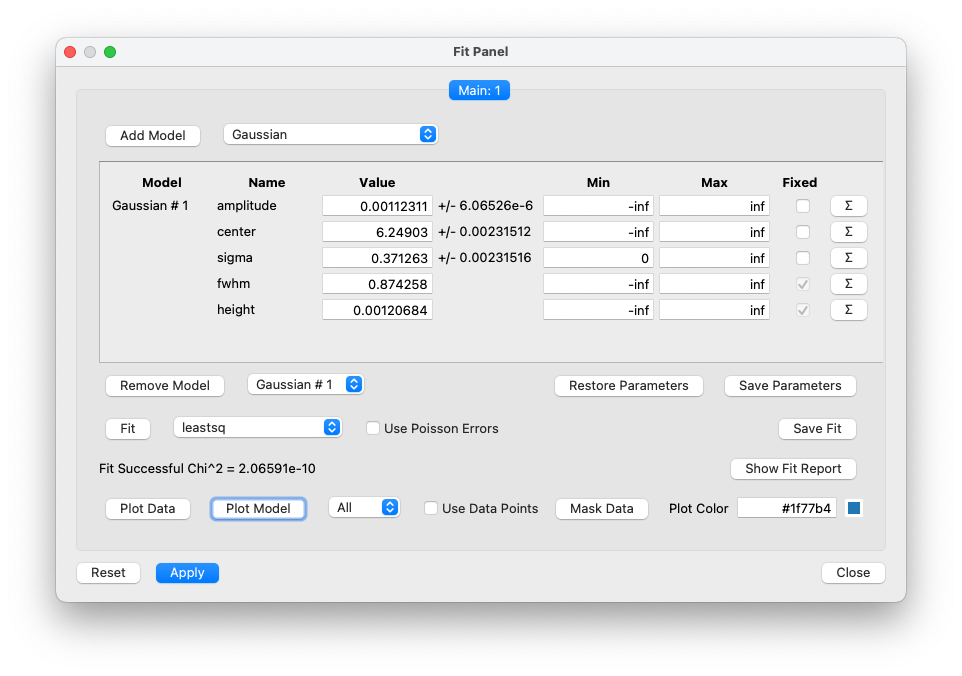 Fit Panel
Main: 1
Add Model Gaussian
Model Name Value Min Max Fixed
Gaussian # 1 amplitude 0.00112311 +/- 6.06526e-6 -inf inf Σ
center 6.24903 +/- 0.00231512 -inf inf Σ
sigma 0.371263 +/- 0.00231516 0 inf Σ
fwhm 0.874258 -inf inf Σ
height 0.00120684 -inf inf Σ
Remove Model Gaussian # 1 Restore Parameters Save Parameters
Fit leastsq Use Poisson Errors Save Fit
Fit Successful Chi^2 = 2.06591e-10 Show Fit Report
Plot Data Plot Model All Use Data Points Mask Data Plot Color #1f77b4
Reset Apply Close